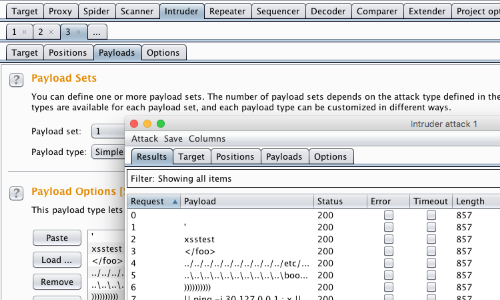 Target Proxy Spider Scanner Intruder Repeater Sequencer Decoder Comparer Extender Project opt
1 × 2 × 3 × ...
Target Positions Payloads Options
? Payload Sets
You can define one or more payload sets. The number of payload sets depends on the attack type defined in the
types are available for each payload set, and each payload type can be customized in different ways.
Payload set: 1
Payload type: Simple
? Payload Options [S
This payload type lets
Paste
Load ...
Remove
'
xsstest
</foo>
../../../..
..\..\..\..
))))))))))
Intruder attack 1
Attack Save Columns
Results Target Positions Payloads Options
Filter: Showing all items
Request Payload Status Error Timeout Length
0 200 857
1 ' 200 857
2 xsstest 200 857
3 </foo> 200 857
4 ../../../../../../../../../../etc/... 200 857
5 ..\..\..\..\..\..\..\..\..\..\boo... 200 857
6 )))))))))) 200 857
7 || ping -i 30 127.0.0.1 ; x || 200 857